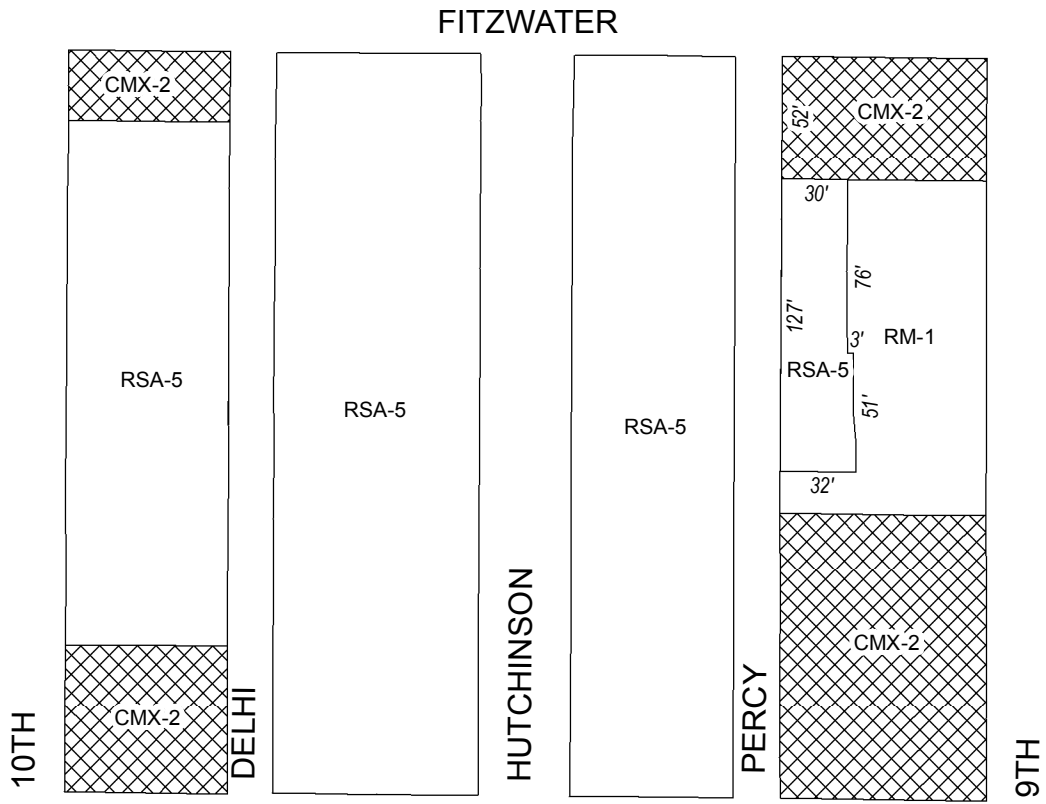 FITZWATER
CMX-2
CMX-2
52'
30'
76'
127'
3'
RM-1
RSA-5
RSA-5
RSA-5
RSA-5
51'
32'
CMX-2
CMX-2
10TH
DELHI
HUTCHINSON
PERCY
9TH